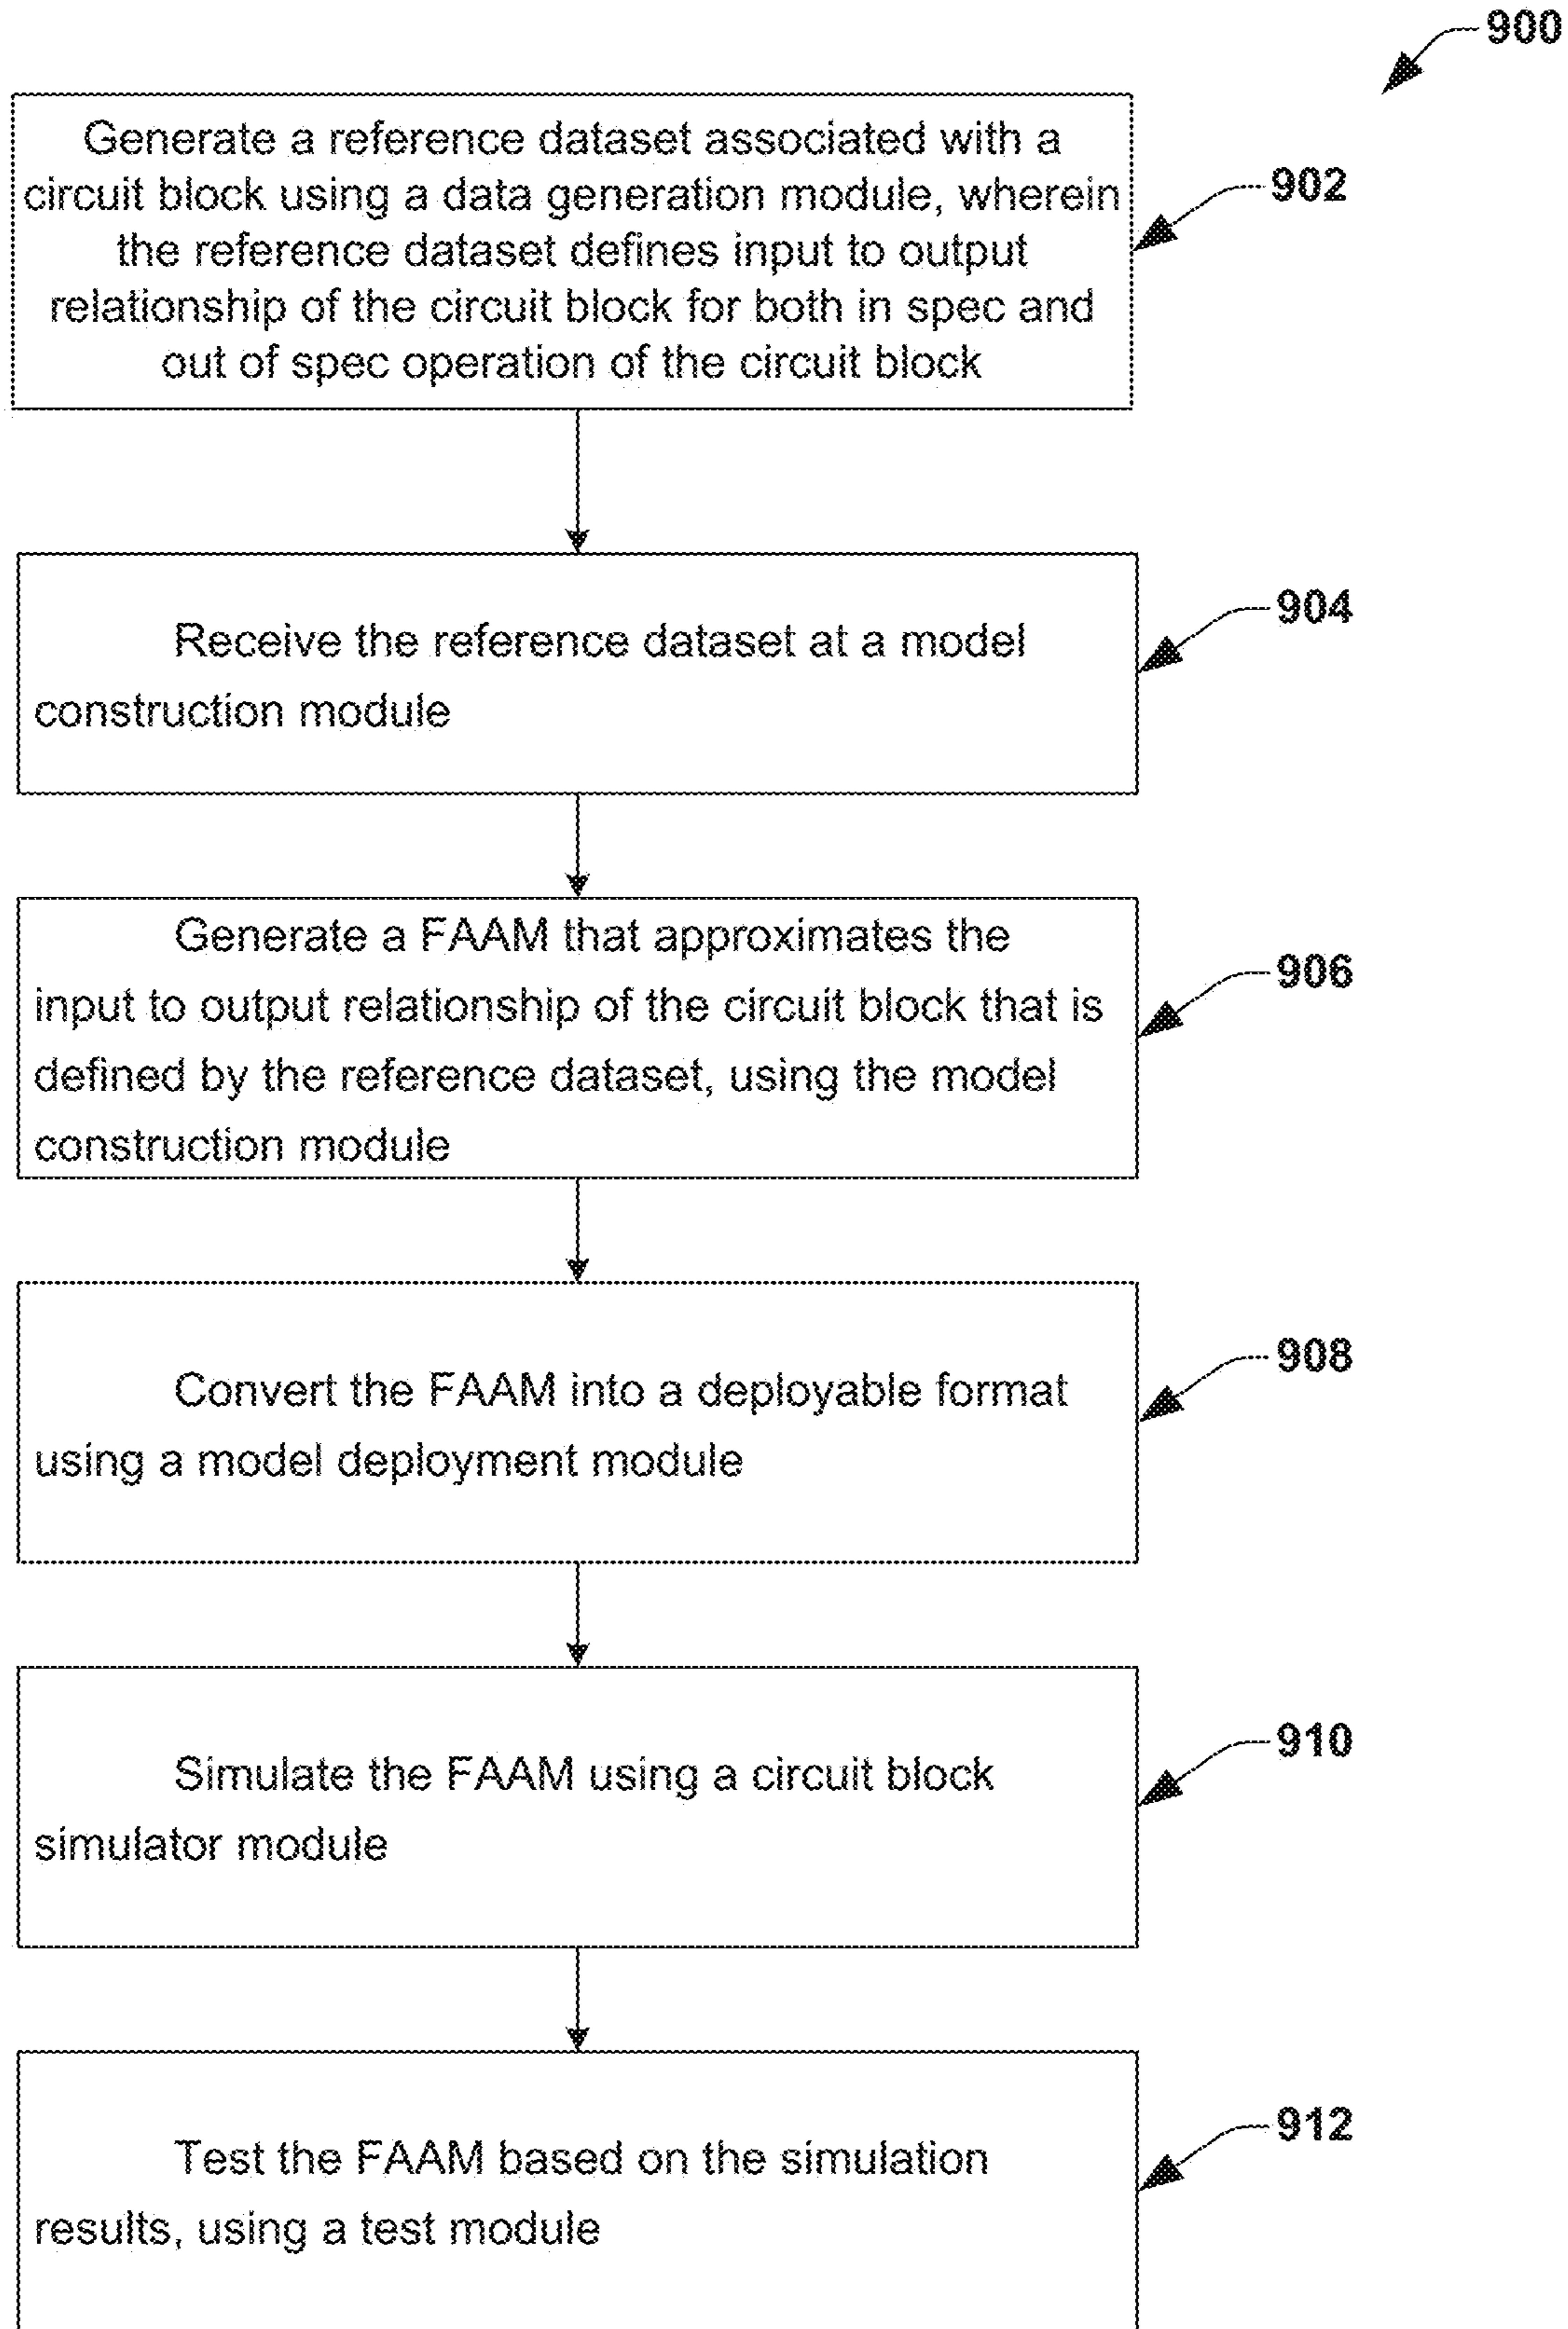 900
Generate a reference dataset associated with a
circuit block using a data generation module, wherein
the reference dataset defines input to output
relationship of the circuit block for both in spec and
out of spec operation of the circuit block
902
Receive the reference dataset at a model
construction module
904
Generate a FAAM that approximates the
input to output relationship of the circuit block that is
defined by the reference dataset, using the model
construction module
906
Convert the FAAM into a deployable format
using a model deployment module
908
Simulate the FAAM using a circuit block
simulator module
910
Test the FAAM based on the simulation
results, using a test module
912